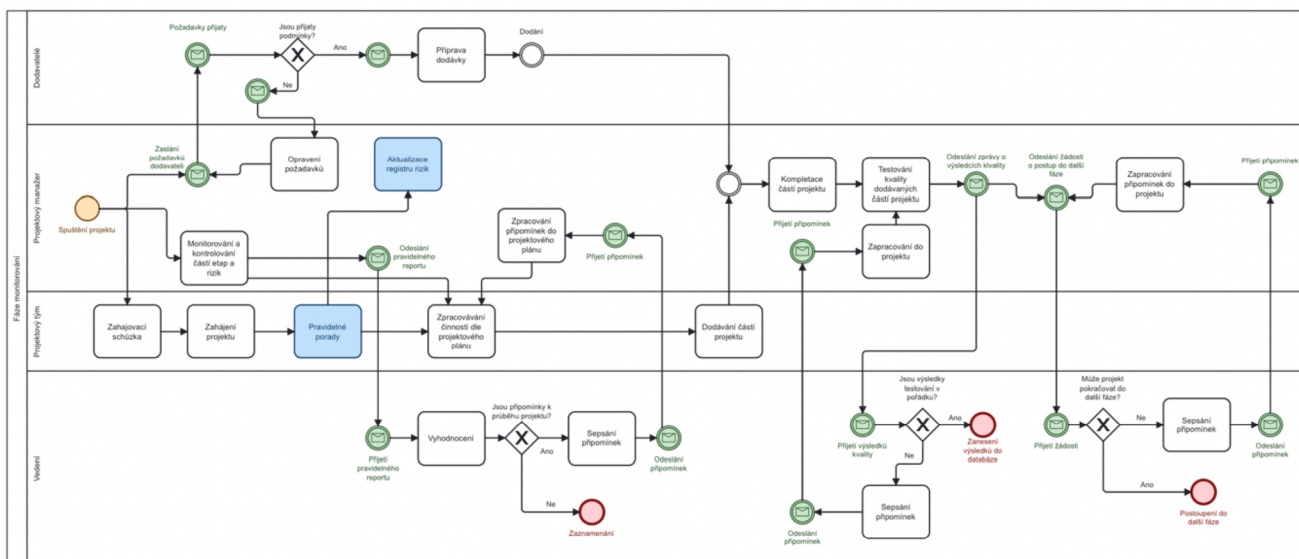 Fáze monitorování
Dodavatelé
Požadavky přijaty
Jsou přijaty
podmínky?
Ano
Ne
Příprava
dodávky
Dodání
Projektový manažer
Zaslání
požadavků
dodavateli
Opravení
požadavků
Aktualizace
registru rizik
Spuštění projektu
Monitorování a
kontrolování
částí etap a
rizik
Odeslání
pravidelného
reportu
Zpracování
připomínek do
projektového
plánu
Přijetí připomínek
Kompletace
částí projektu
Testování
kvality
dodávaných
částí projektu
Odeslání zprávy o
výsledcích kvality
Odeslání žádosti
o postup do další
fáze
Zapracování
připomínek do
projektu
Přijetí připomínek
Přijetí připomínek
Zapracování do
projektu
Projektový tým
Zahajovací
schůzka
Zahájení
projektu
Pravidelné
porady
Zpracovávání
činností dle
projektového
plánu
Dodávání částí
projektu
Vedení
Přijetí
pravidelného
reportu
Vyhodnocení
Jsou připomínky k
průběhu projektu?
Ano
Ne
Sepsání
připomínek
Odeslání
připomínek
Zaznamenání
Přijetí výsledků
kvality
Jsou výsledky
testování v
pořádku?
Ano
Ne
Zanesení
výsledků do
databáze
Sepsání
připomínek
Odeslání
připomínek
Přijetí žádosti
Může projekt
pokračovat do
další fáze?
Ne
Ano
Sepsání
připomínek
Odeslání
připomínek
Postoupení do
další fáze